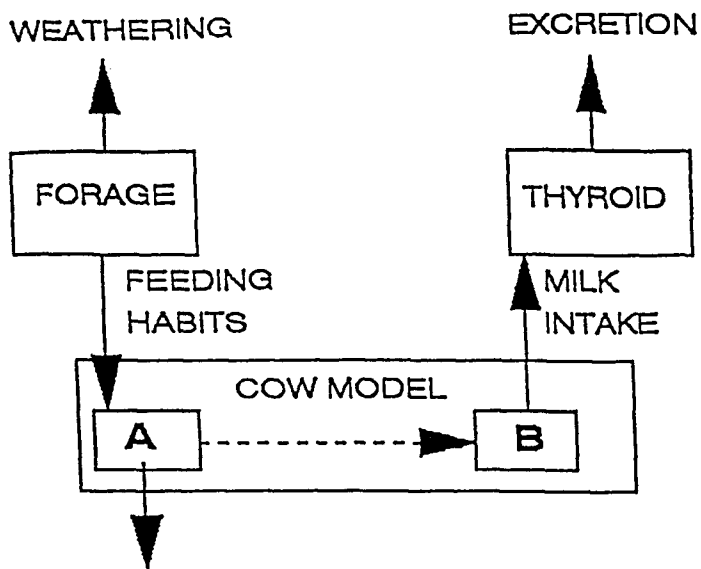 WEATHERING
EXCRETION
FORAGE
THYROID
FEEDING
HABITS
MILK
INTAKE
COW MODEL
A
B